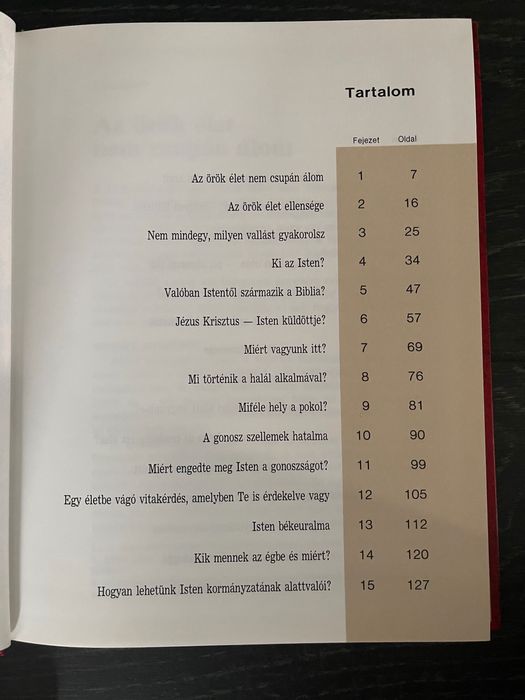 Tartalom
Fejezet Oldal
Az örök élet nem csupán álom 1 7
Az örök élet ellensége 2 16
Nem mindegy, milyen vallást gyakorolsz 3 25
Ki az Isten? 4 34
Valóban Istentől származik a Biblia? 5 47
Jézus Krisztus — Isten küldöttje? 6 57
Miért vagyunk itt? 7 69
Mi történik a halál alkalmával? 8 76
Miféle hely a pokol? 9 81
A gonosz szellemek hatalma 10 90
Miért engedte meg Isten a gonoszságot? 11 99
Egy életbe vágó vitakérdés, amelyben Te is érdekelve vagy 12 105
Isten békeuralma 13 112
Kik mennek az égbe és miért? 14 120
Hogyan lehetünk Isten kormányzatának alattvalói? 15 127